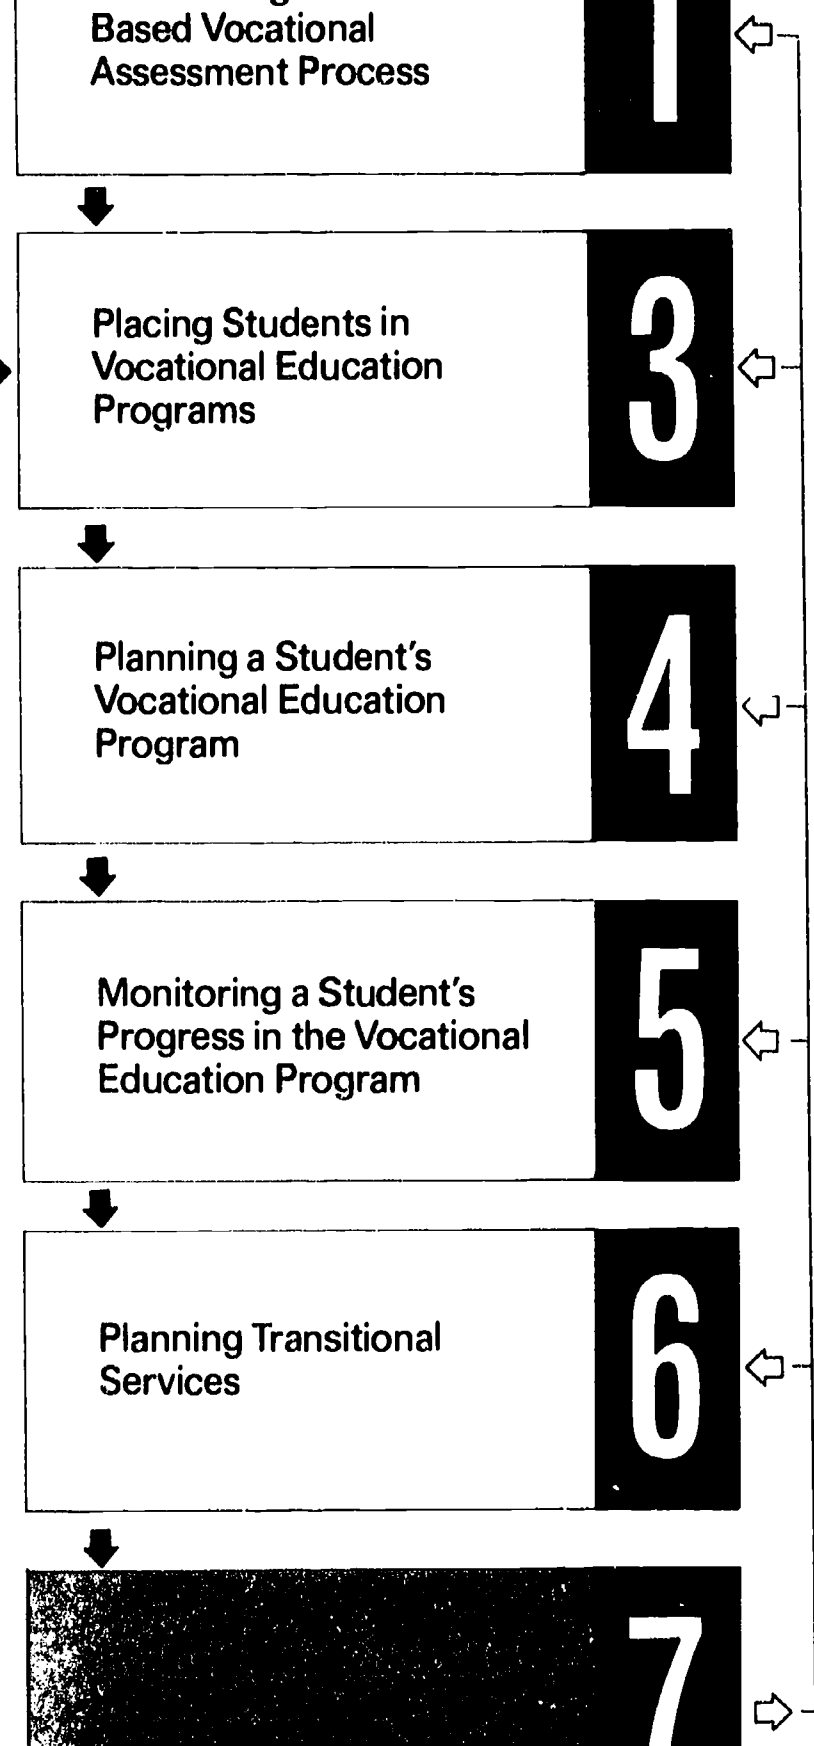 Based Vocational
Assessment Process
1
Placing Students in
Vocational Education
Programs
3
Planning a Student's
Vocational Education
Program
4
Monitoring a Student's
Progress in the Vocational
Education Program
5
Planning Transitional
Services
6
7